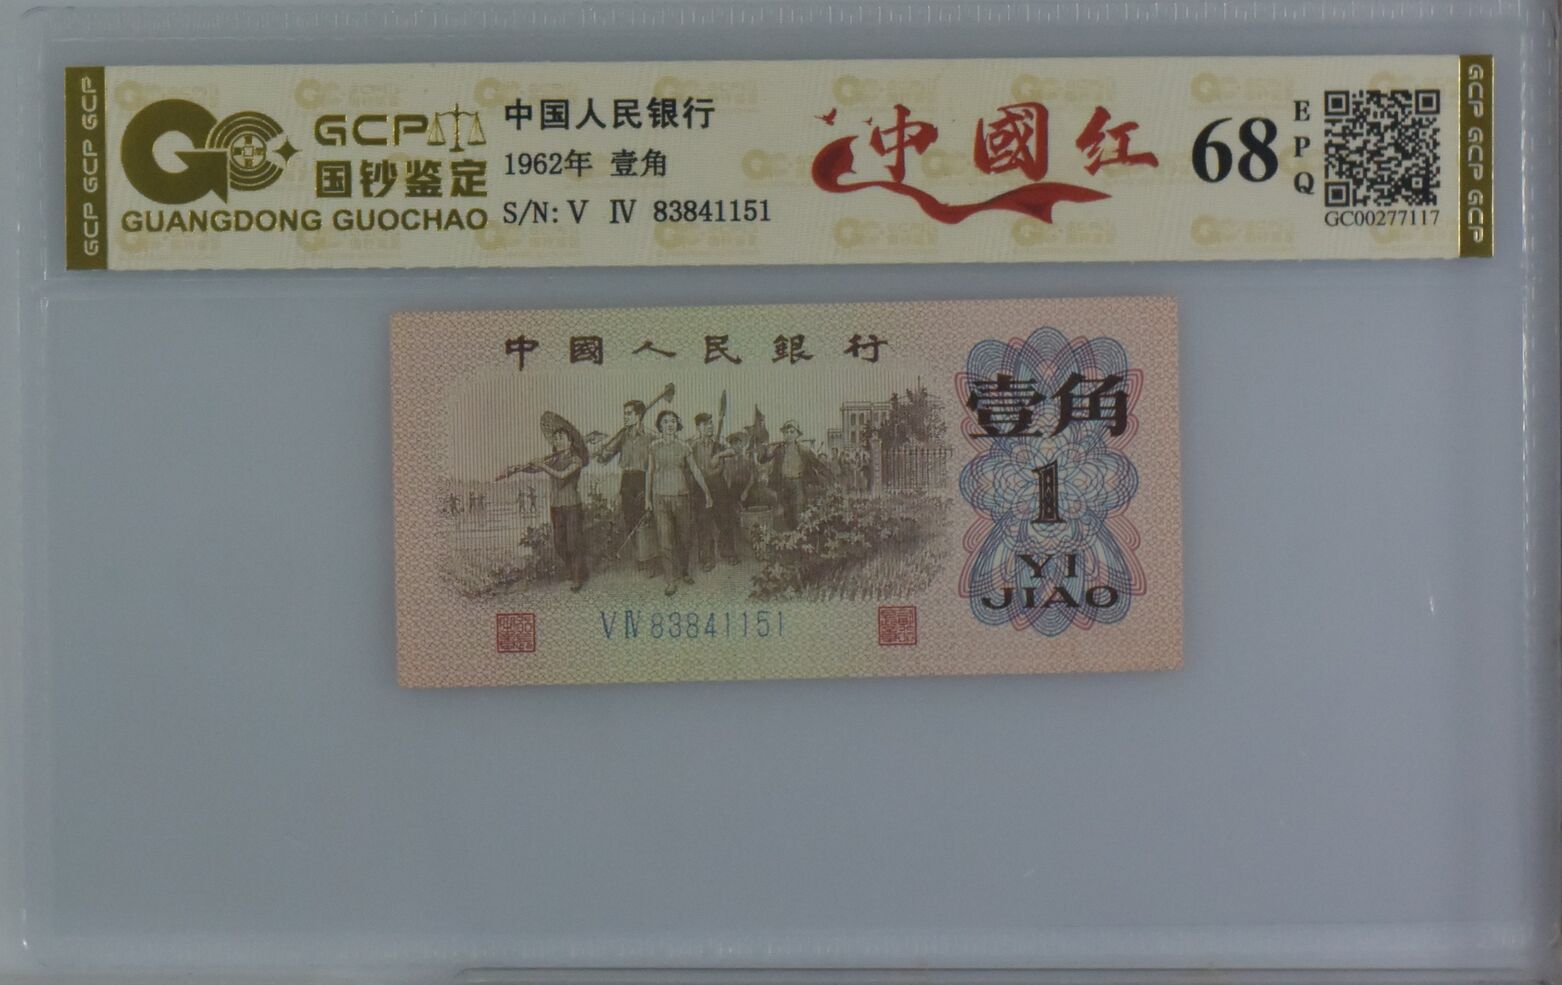 GCP GCP GCP
GCP
国钞鉴定
GUANGDONG GUOCHAO
中国人民银行
1962年 壹角
S/N: V Ⅳ 83841151
中國红
68
EPQ
GC00277117
GCP GCP GCP
中國人民銀行
壹角
1
YI
JIAO
V Ⅳ 83841151